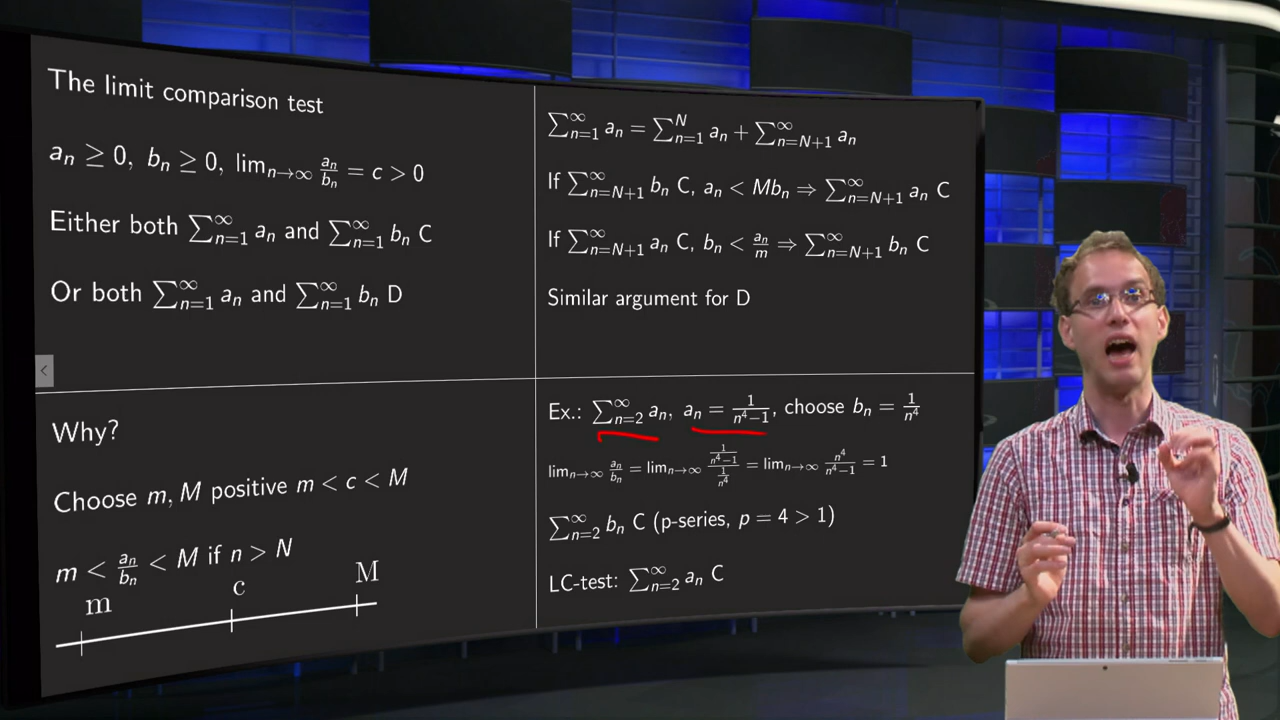 The limit comparison test
a_n ≥ 0, b_n ≥ 0, lim_{n→∞} a_n/b_n = c > 0
Either both ∑_{n=1}^∞ a_n and ∑_{n=1}^∞ b_n C
Or both ∑_{n=1}^∞ a_n and ∑_{n=1}^∞ b_n D
∑_{n=1}^∞ a_n = ∑_{n=1}^N a_n + ∑_{n=N+1}^∞ a_n
If ∑_{n=N+1}^∞ b_n C, a_n < Mb_n ⇒ ∑_{n=N+1}^∞ a_n C
If ∑_{n=N+1}^∞ a_n C, b_n < a_n/m ⇒ ∑_{n=N+1}^∞ b_n C
Similar argument for D
Why?
Choose m, M positive m < c < M
m < a_n/b_n < M if n > N
m c M
Ex.: ∑_{n=2}^∞ a_n, a_n = 1/(n^4−1), choose b_n = 1/n^4
lim_{n→∞} a_n/b_n = lim_{n→∞} (1/(n^4−1))/(1/n^4) = lim_{n→∞} n^4/(n^4−1) = 1
∑_{n=2}^∞ b_n C (p-series, p = 4 > 1)
LC-test: ∑_{n=2}^∞ a_n C